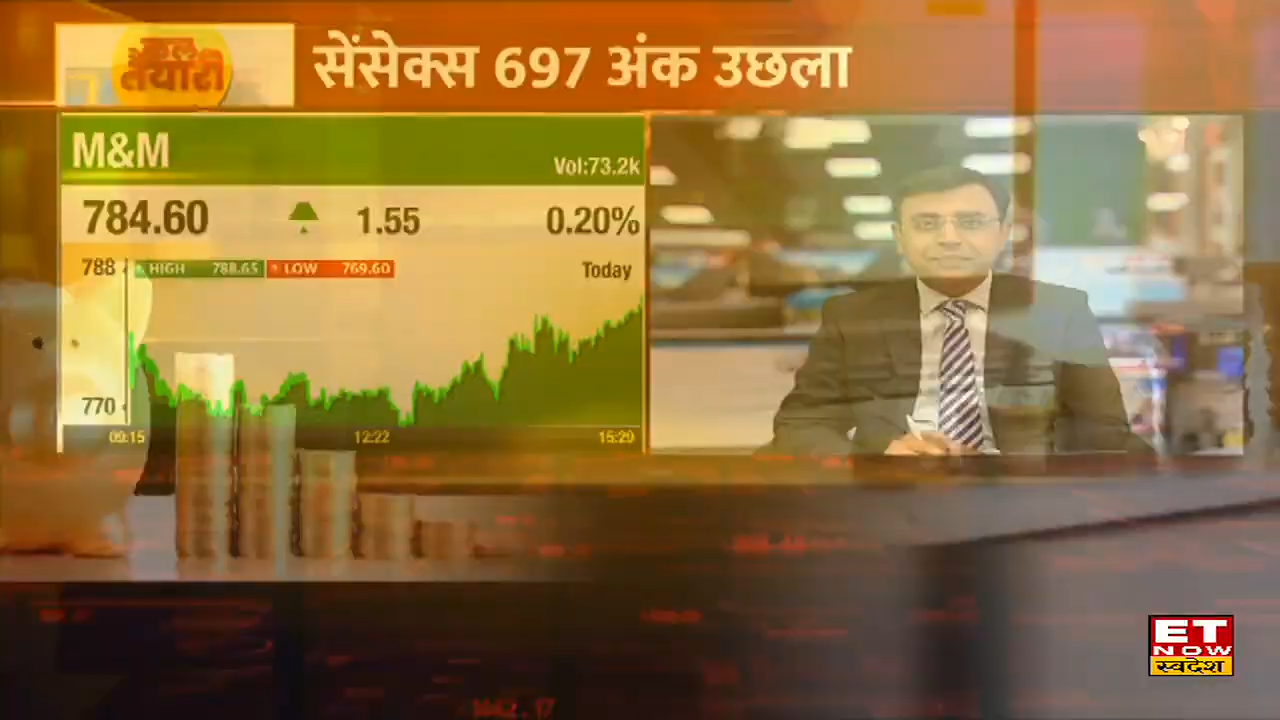 कल
की
तैयारी
सेंसेक्स 697 अंक उछला
M&M
Vol:73.2k
784.60 1.55 0.20%
788 HIGH 788.65 LOW 769.60 Today
770
09:15 12:22 15:29
ET
NOW
स्वदेश